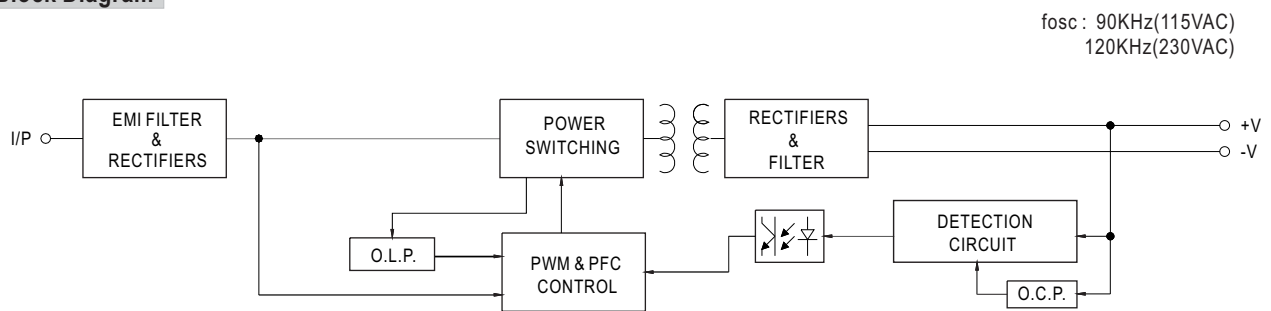 Block Diagram
fosc : 90KHz(115VAC)
120KHz(230VAC)
I/P
EMI FILTER
&
RECTIFIERS
POWER
SWITCHING
RECTIFIERS
&
FILTER
+V
-V
O.L.P.
PWM & PFC
CONTROL
DETECTION
CIRCUIT
O.C.P.